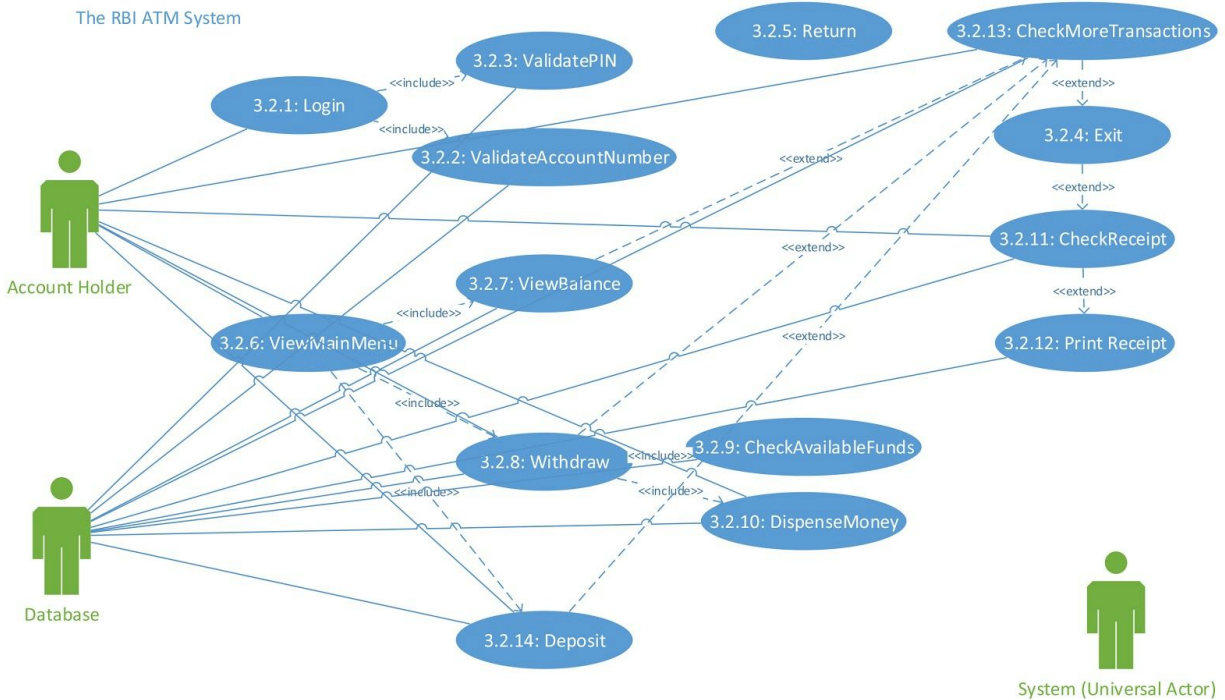 The RBI ATM System
3.2.5: Return
3.2.13: CheckMoreTransactions
3.2.3: ValidatePIN
<<include>>
<<extend>>
3.2.1: Login
<<include>>
3.2.4: Exit
3.2.2: ValidateAccountNumber
<<extend>>
<<extend>>
3.2.11: CheckReceipt
<<extend>>
Account Holder
3.2.7: ViewBalance
<<extend>>
<<include>>
3.2.6: ViewMainMenu
<<extend>>
3.2.12: Print Receipt
<<include>>
3.2.9: CheckAvailableFunds
3.2.8: Withdraw
<<include>>
<<include>>
<<include>>
3.2.10: DispenseMoney
Database
3.2.14: Deposit
System (Universal Actor)